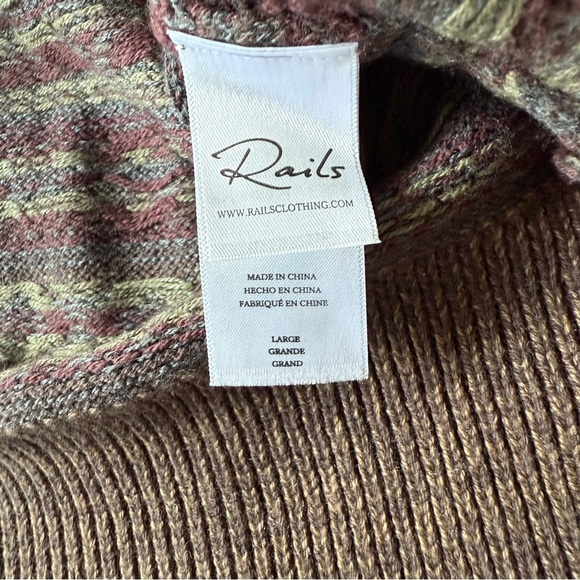 Rails
WWW.RAILSCLOTHING.COM
MADE IN CHINA
HECHO EN CHINA
FABRIQUÉ EN CHINE
LARGE
GRANDE
GRAND